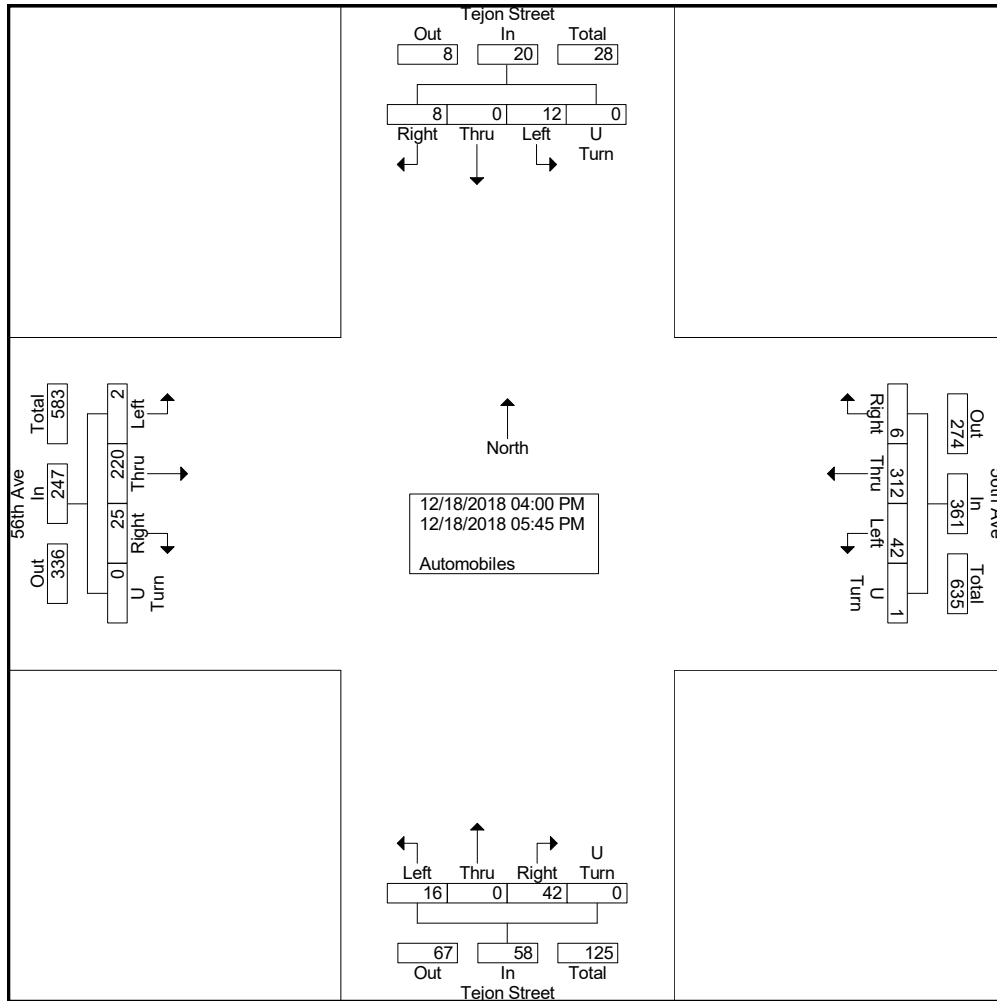 Tejon Street
Out In Total
8 20 28
8 0 12 0
Right Thru Left U Turn
56th Ave
Total In Out
583 247 336
2 220 25 0
Left Thru Right U Turn
North
12/18/2018 04:00 PM
12/18/2018 05:45 PM
Automobiles
Right Thru Left U Turn
6 312 42 1
Out In Total
274 361 635
Left Thru Right U Turn
16 0 42 0
67 58 125
Out In Total
Tejon Street